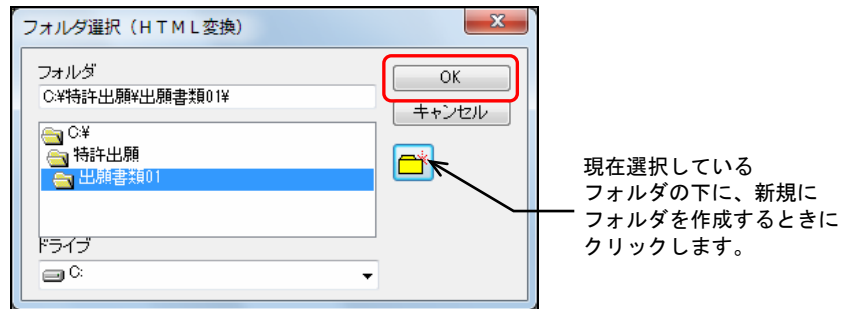 フォルダ選択（ＨＴＭＬ変換）
フォルダ
C:¥特許出願¥出願書類01¥
OK
キャンセル
C:¥
特許出願
出願書類01
ドライブ
C:
現在選択している
フォルダの下に、新規に
フォルダを作成するときに
クリックします。